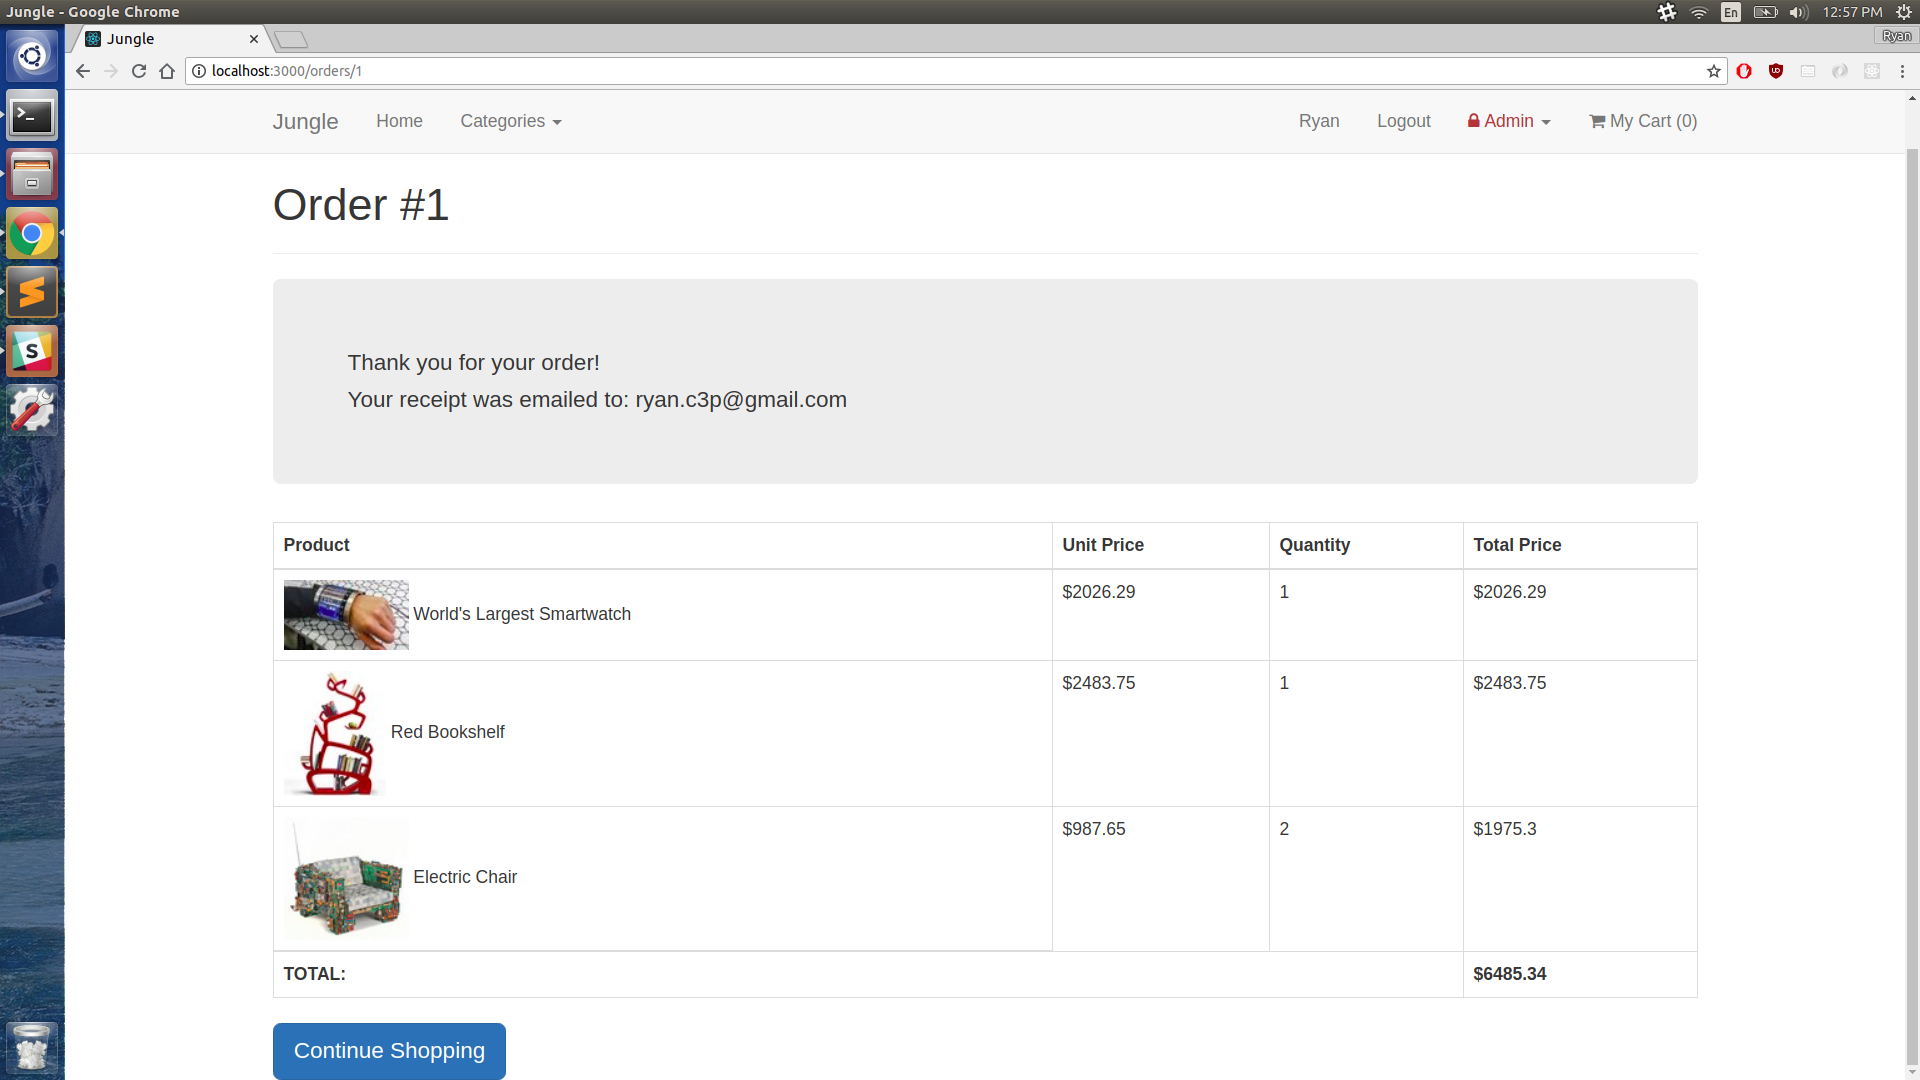 Jungle - Google Chrome
En
12:57 PM
Jungle
Ryan
localhost:3000/orders/1
Jungle Home Categories Ryan Logout Admin My Cart (0)
Order #1
Thank you for your order!
Your receipt was emailed to: ryan.c3p@gmail.com
Product Unit Price Quantity Total Price
World's Largest Smartwatch $2026.29 1 $2026.29
Red Bookshelf $2483.75 1 $2483.75
Electric Chair $987.65 2 $1975.3
TOTAL: $6485.34
Continue Shopping